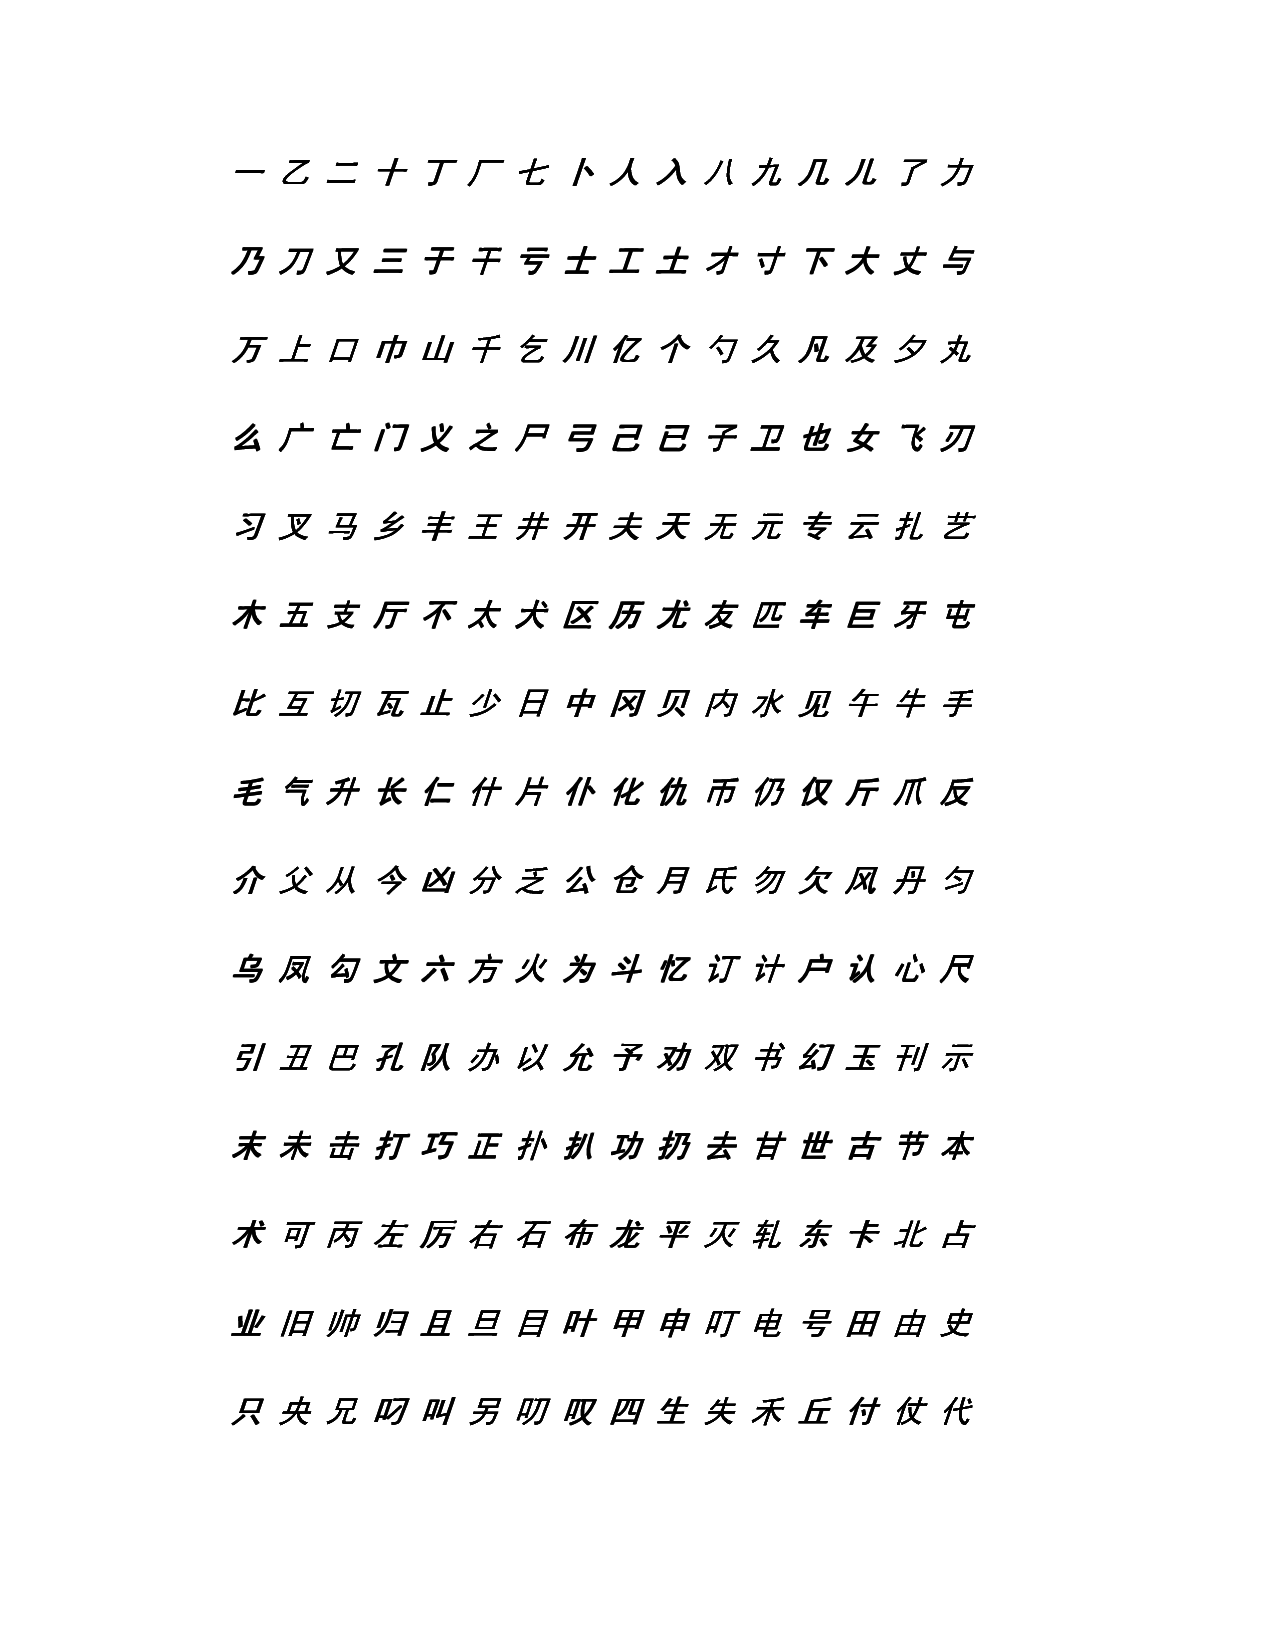 一 乙 二 十 丁 厂 七 卜 人 入 八 九 几 儿 了 力
乃 刀 又 三 于 干 亏 士 工 土 才 寸 下 大 丈 与
万 上 口 巾 山 千 乞 川 亿 个 勺 久 凡 及 夕 丸
么 广 亡 门 义 之 尸 弓 己 已 子 卫 也 女 飞 刃
习 叉 马 乡 丰 王 井 开 夫 天 无 元 专 云 扎 艺
木 五 支 厅 不 太 犬 区 历 尤 友 匹 车 巨 牙 屯
比 互 切 瓦 止 少 日 中 冈 贝 内 水 见 午 牛 手
毛 气 升 长 仁 什 片 仆 化 仇 币 仍 仅 斤 爪 反
介 父 从 今 凶 分 乏 公 仓 月 氏 勿 欠 风 丹 匀
乌 凤 勾 文 六 方 火 为 斗 忆 订 计 户 认 心 尺
引 丑 巴 孔 队 办 以 允 予 劝 双 书 幻 玉 刊 示
末 未 击 打 巧 正 扑 扒 功 扔 去 甘 世 古 节 本
术 可 丙 左 厉 右 石 布 龙 平 灭 轧 东 卡 北 占
业 旧 帅 归 且 旦 目 叶 甲 申 叮 电 号 田 由 史
只 央 兄 叼 叫 另 叨 叹 四 生 失 禾 丘 付 仗 代